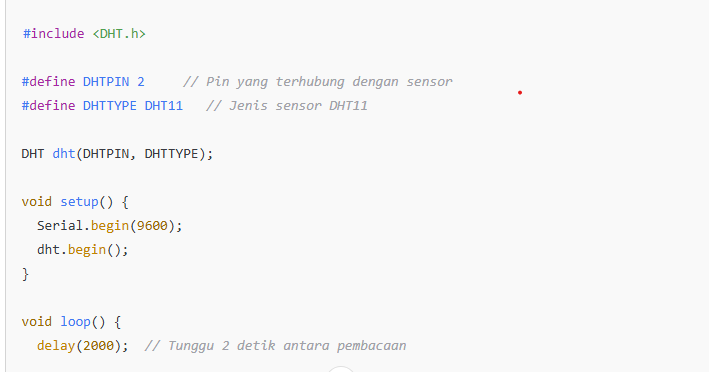 #include <DHT.h>
#define DHTPIN 2     // Pin yang terhubung dengan sensor
#define DHTTYPE DHT11   // Jenis sensor DHT11
DHT dht(DHTPIN, DHTTYPE);
void setup() {
  Serial.begin(9600);
  dht.begin();
}
void loop() {
  delay(2000);  // Tunggu 2 detik antara pembacaan